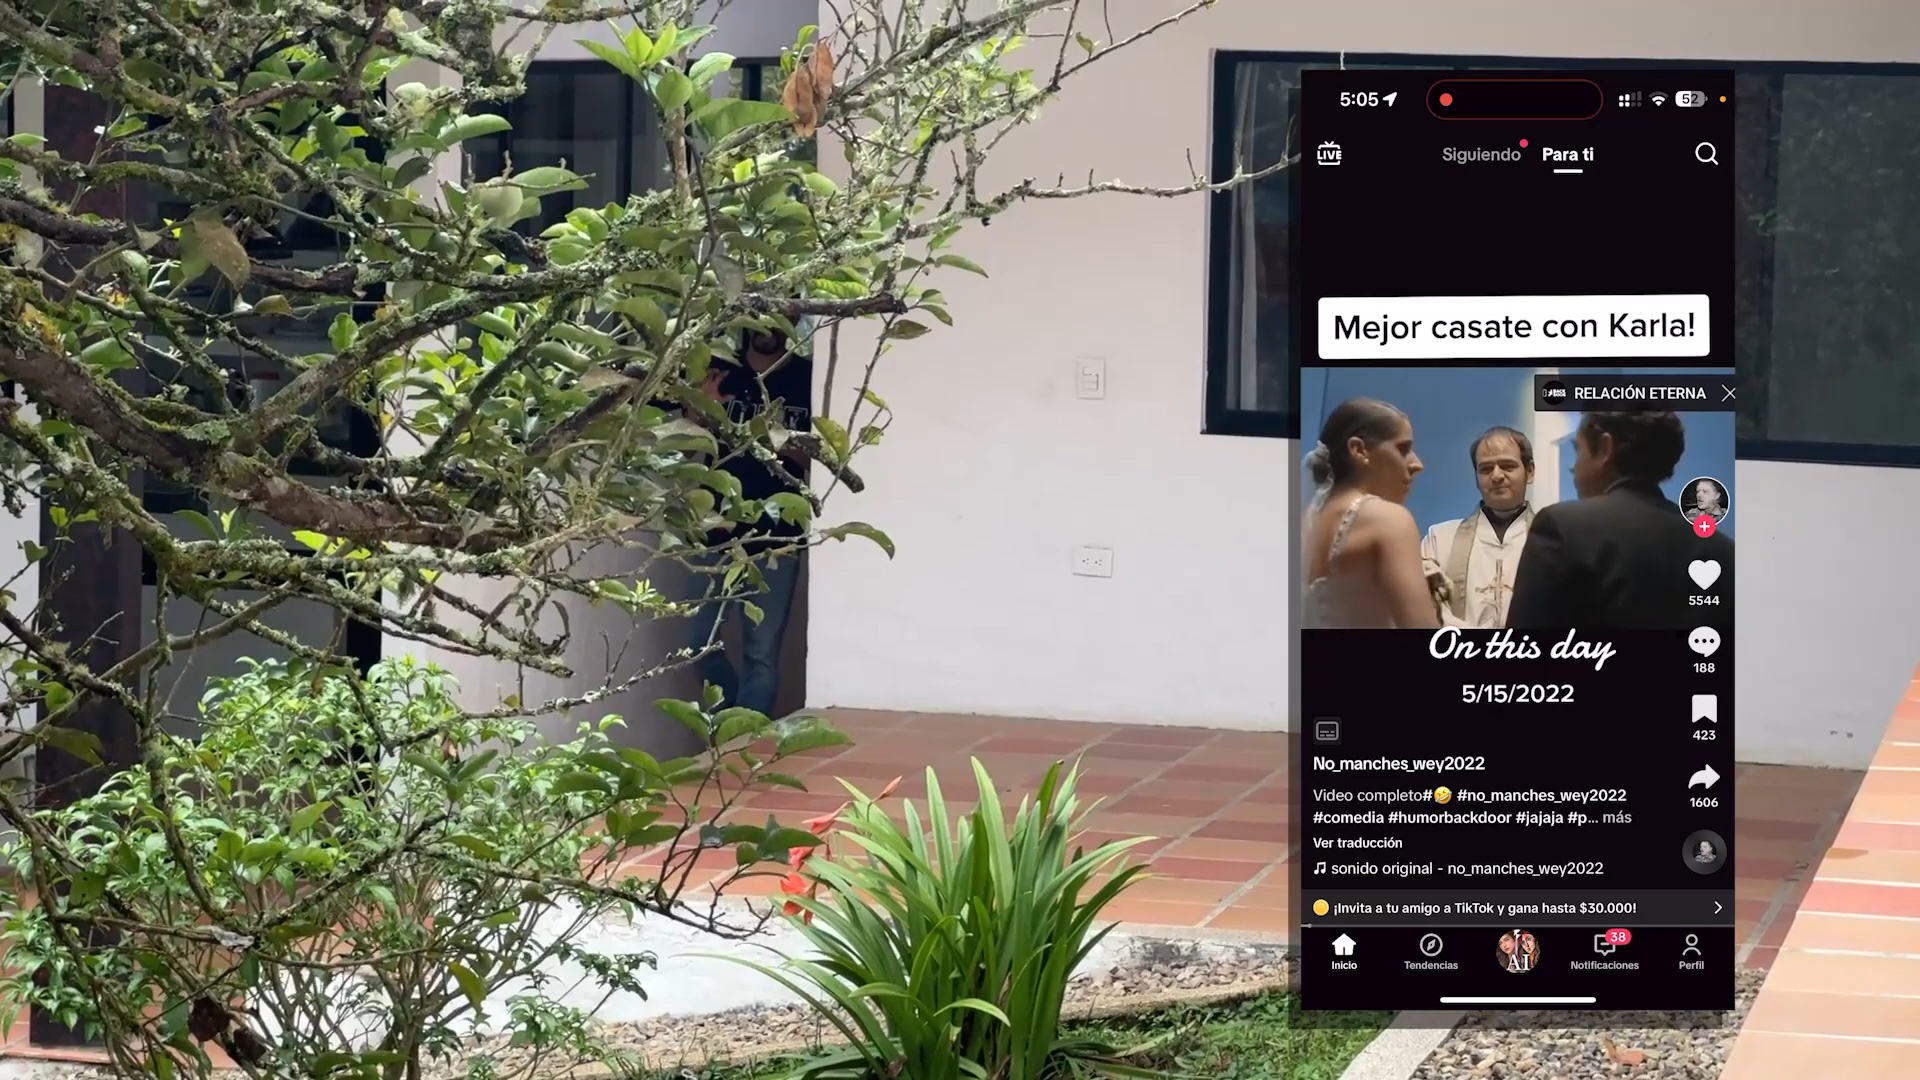 5:05
52
LIVE
Siguiendo
Para ti
Mejor casate con Karla!
RELACIÓN ETERNA
5544
On this day
188
5/15/2022
423
No_manches_wey2022
Video completo#🤣 #no_manches_wey2022
1606
#comedia #humorbackdoor #jajaja #p... más
Ver traducción
sonido original - no_manches_wey2022
¡Invita a tu amigo a TikTok y gana hasta $30.000!
38
AI
Inicio
Tendencias
Notificaciones
Perfil